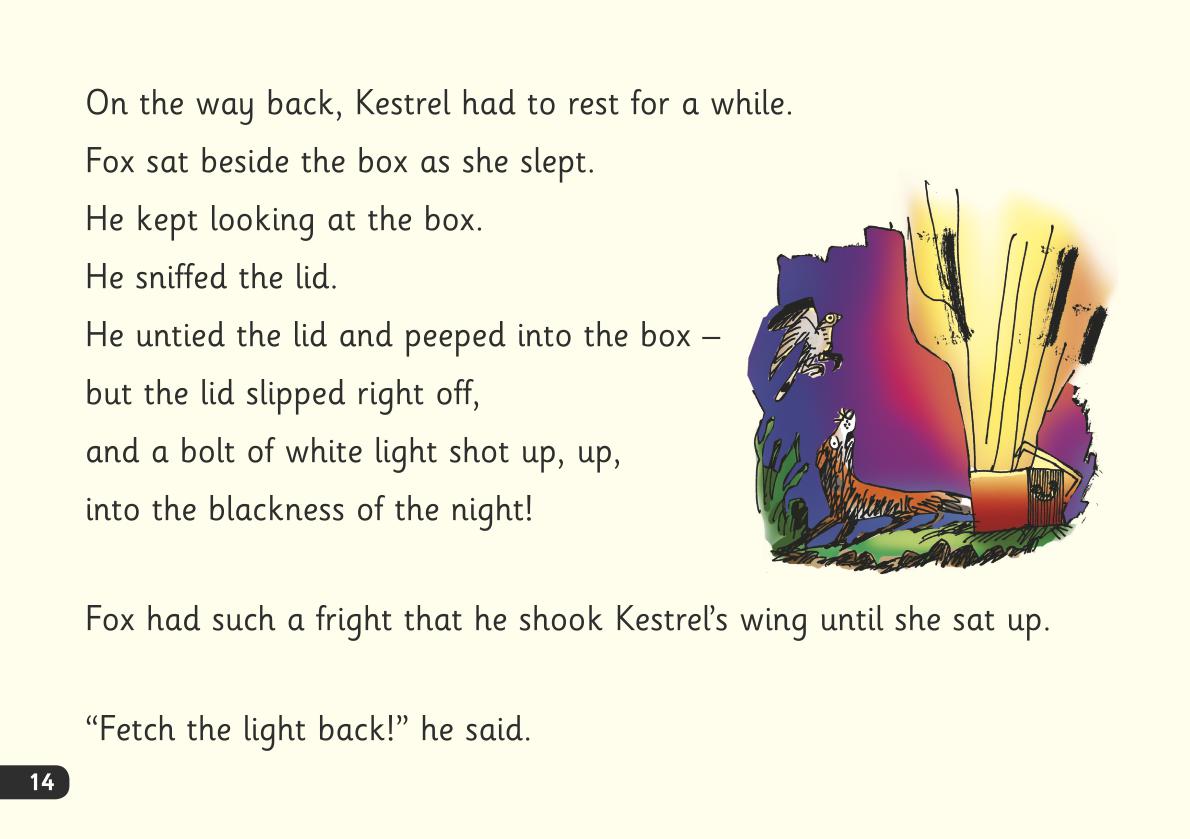 On the way back, Kestrel had to rest for a while.
Fox sat beside the box as she slept.
He kept looking at the box.
He sniffed the lid.
He untied the lid and peeped into the box –
but the lid slipped right off,
and a bolt of white light shot up, up,
into the blackness of the night!
Fox had such a fright that he shook Kestrel’s wing until she sat up.
“Fetch the light back!” he said.
14